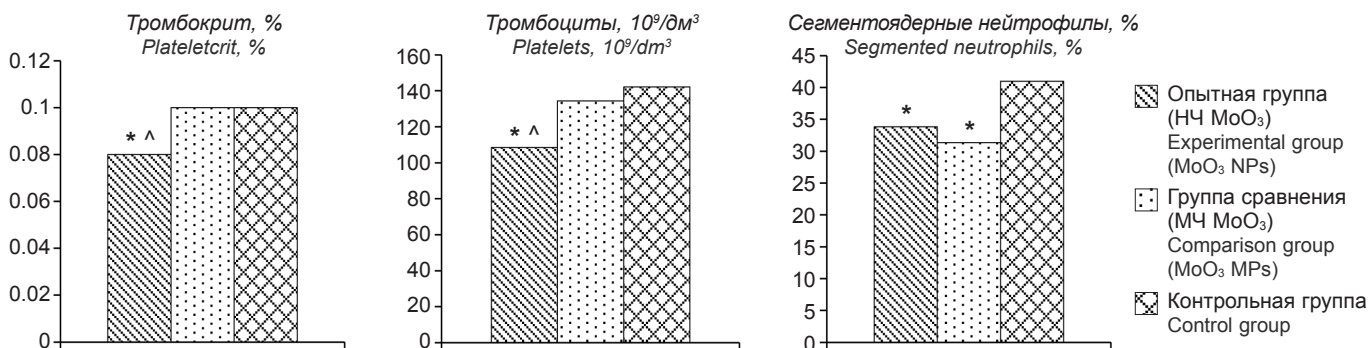 Тромбокрит, %
Plateletcrit, %
0.12
0.1
0.08
0.06
0.04
0.02
0
* ^
Тромбоциты, 10⁹/дм³
Platelets, 10⁹/dm³
160
140
120
100
80
60
40
20
0
* ^
Сегментоядерные нейтрофилы, %
Segmented neutrophils, %
45
40
35
30
25
20
15
10
5
0
*
*
Опытная группа
(НЧ MoO₃)
Experimental group
(MoO₃ NPs)
Группа сравнения
(МЧ MoO₃)
Comparison group
(MoO₃ MPs)
Контрольная группа
Control group